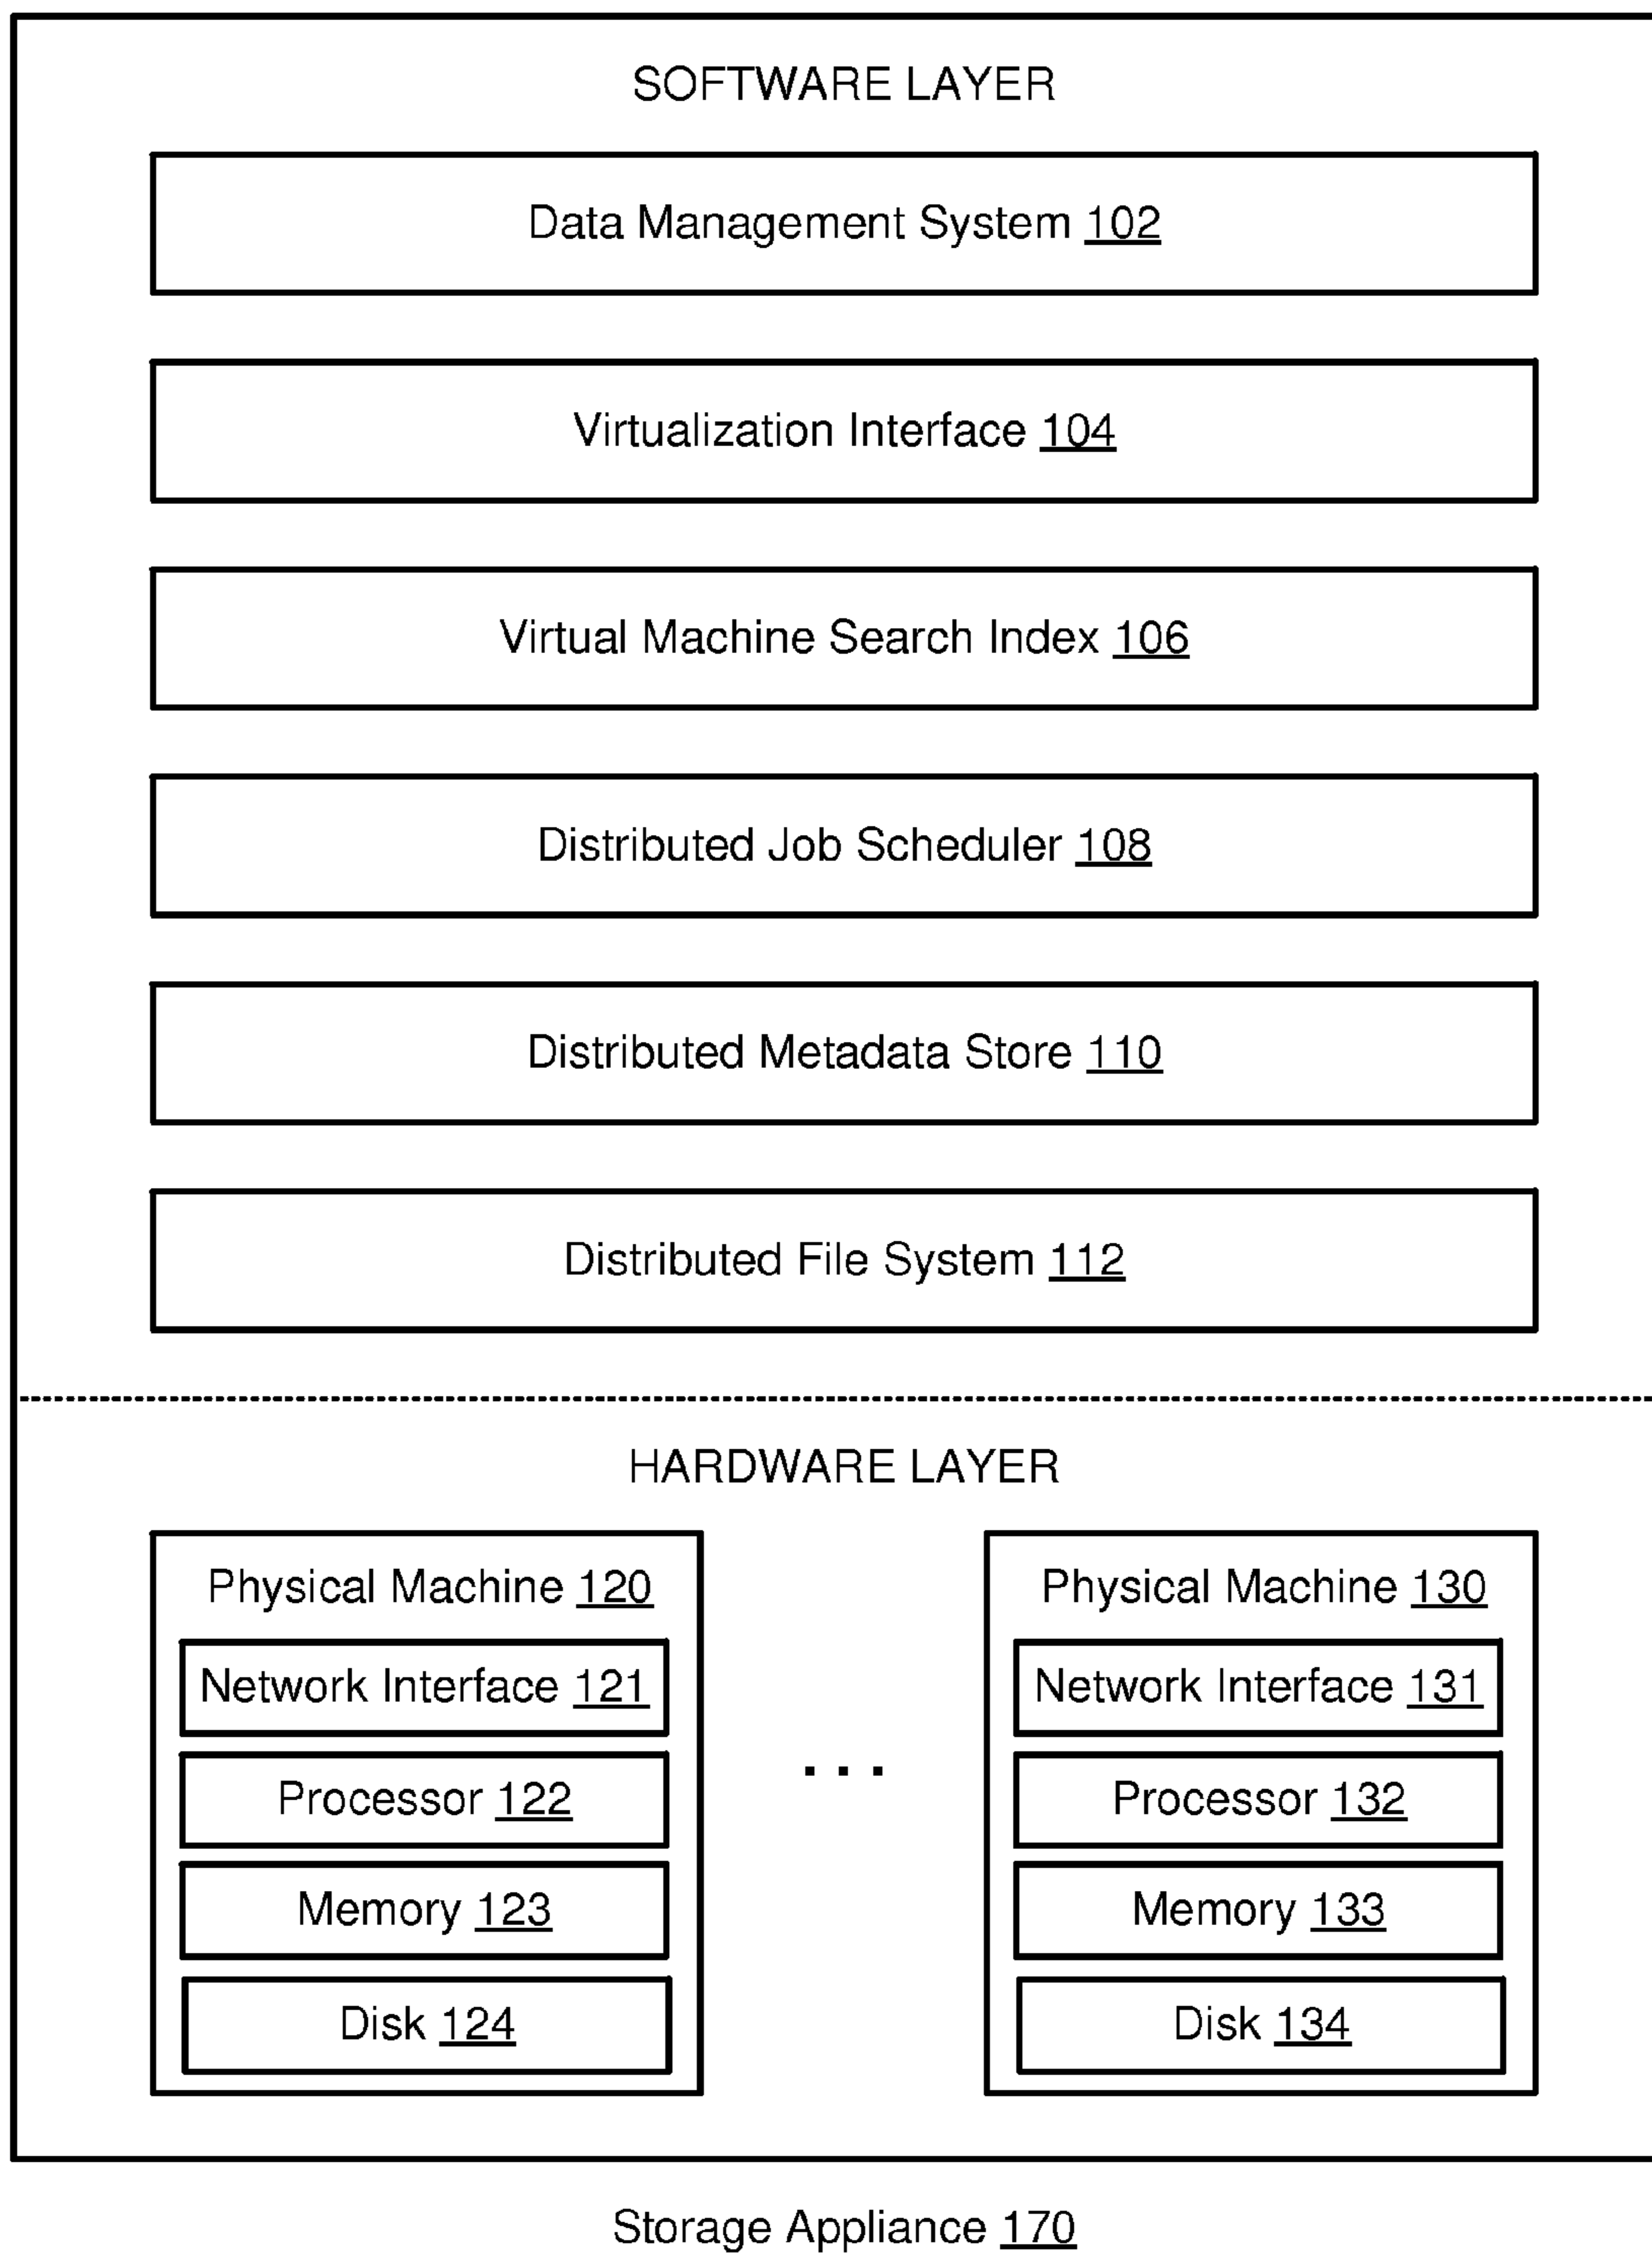 SOFTWARE LAYER
Data Management System 102
Virtualization Interface 104
Virtual Machine Search Index 106
Distributed Job Scheduler 108
Distributed Metadata Store 110
Distributed File System 112
HARDWARE LAYER
Physical Machine 120
Network Interface 121
Processor 122
Memory 123
Disk 124
. . .
Physical Machine 130
Network Interface 131
Processor 132
Memory 133
Disk 134
Storage Appliance 170